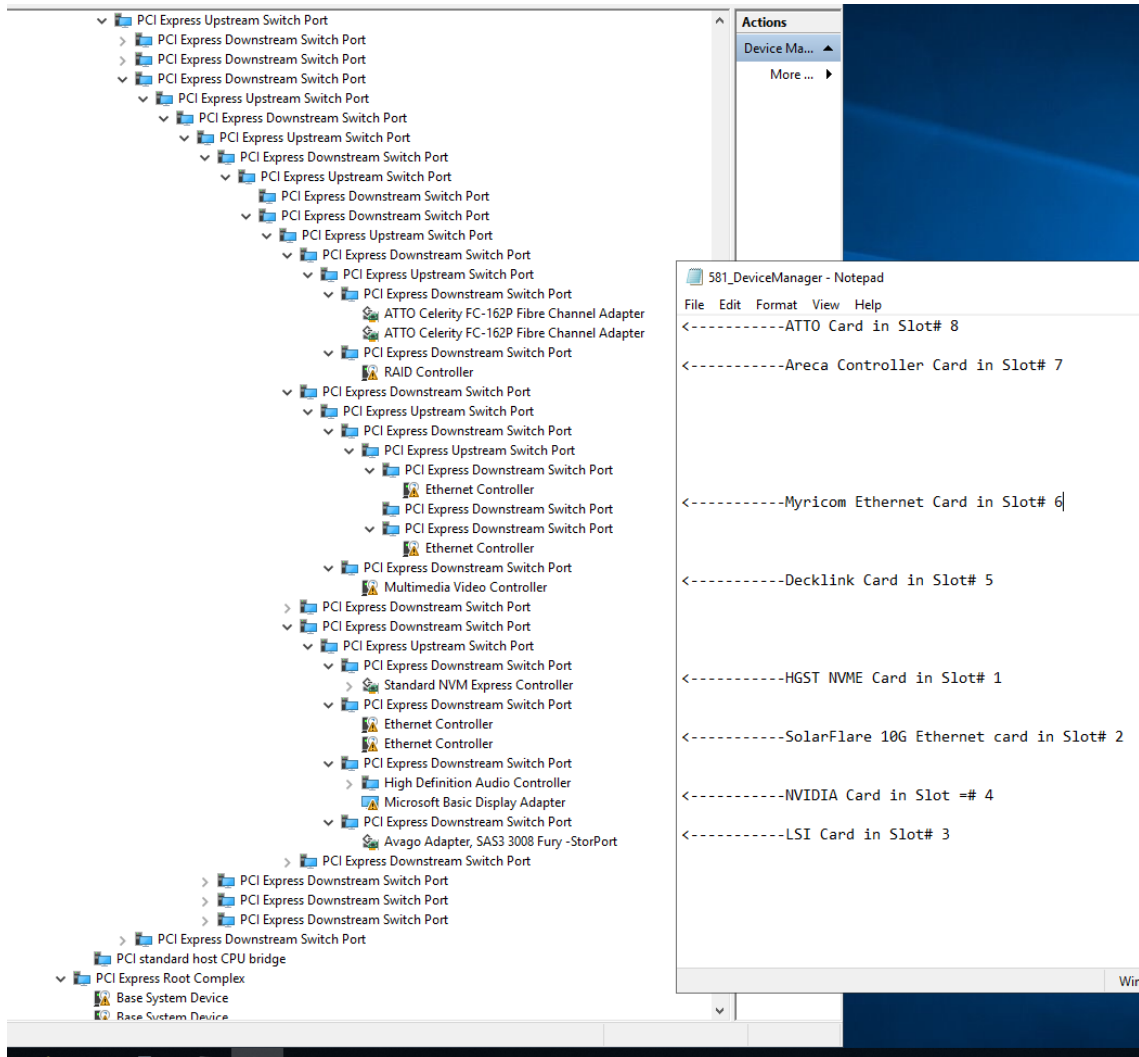 PCI Express Upstream Switch Port
PCI Express Downstream Switch Port
PCI Express Downstream Switch Port
PCI Express Downstream Switch Port
PCI Express Upstream Switch Port
PCI Express Downstream Switch Port
PCI Express Upstream Switch Port
PCI Express Downstream Switch Port
PCI Express Upstream Switch Port
PCI Express Downstream Switch Port
PCI Express Downstream Switch Port
PCI Express Upstream Switch Port
PCI Express Downstream Switch Port
PCI Express Upstream Switch Port
PCI Express Downstream Switch Port
ATTO Celerity FC-162P Fibre Channel Adapter
ATTO Celerity FC-162P Fibre Channel Adapter
PCI Express Downstream Switch Port
RAID Controller
PCI Express Downstream Switch Port
PCI Express Upstream Switch Port
PCI Express Downstream Switch Port
PCI Express Upstream Switch Port
PCI Express Downstream Switch Port
Ethernet Controller
PCI Express Downstream Switch Port
PCI Express Downstream Switch Port
Ethernet Controller
PCI Express Downstream Switch Port
Multimedia Video Controller
PCI Express Downstream Switch Port
PCI Express Downstream Switch Port
PCI Express Upstream Switch Port
PCI Express Downstream Switch Port
Standard NVM Express Controller
PCI Express Downstream Switch Port
Ethernet Controller
Ethernet Controller
PCI Express Downstream Switch Port
High Definition Audio Controller
Microsoft Basic Display Adapter
PCI Express Downstream Switch Port
Avago Adapter, SAS3 3008 Fury -StorPort
PCI Express Downstream Switch Port
PCI Express Downstream Switch Port
PCI Express Downstream Switch Port
PCI Express Downstream Switch Port
PCI Express Downstream Switch Port
PCI standard host CPU bridge
PCI Express Root Complex
Base System Device
Base System Device
Actions
Device Ma...
More ...
581_DeviceManager - Notepad
File Edit Format View Help
<-----------ATTO Card in Slot# 8
<-----------Areca Controller Card in Slot# 7
<-----------Myricom Ethernet Card in Slot# 6
<-----------Decklink Card in Slot# 5
<-----------HGST NVME Card in Slot# 1
<-----------SolarFlare 10G Ethernet card in Slot# 2
<-----------NVIDIA Card in Slot =# 4
<-----------LSI Card in Slot# 3
Wir